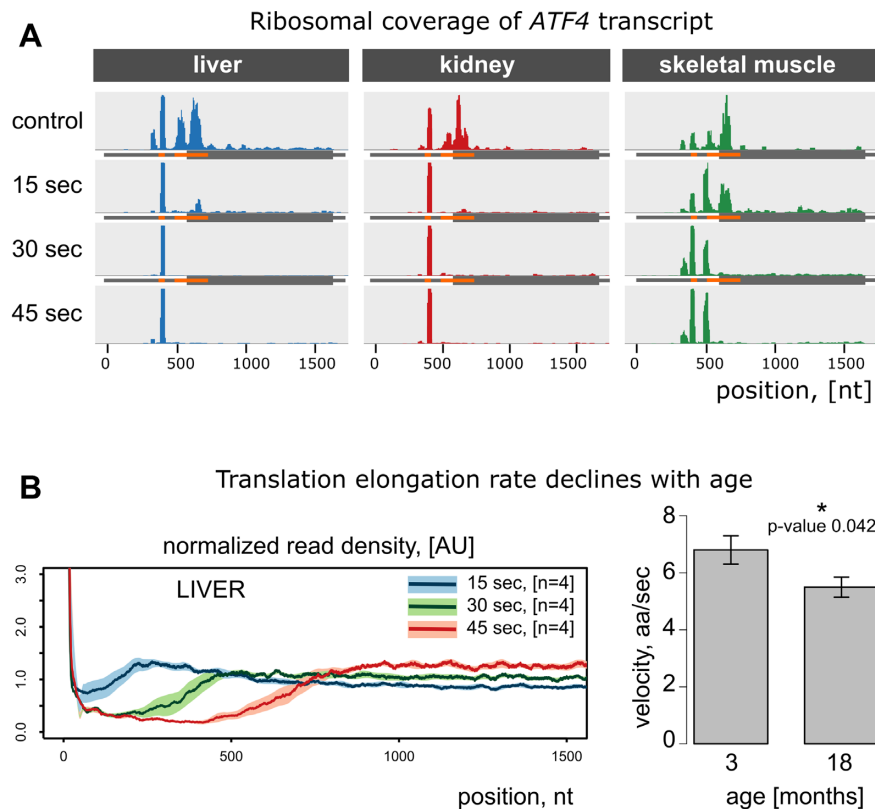 A
Ribosomal coverage of ATF4 transcript
liver
kidney
skeletal muscle
control
15 sec
30 sec
45 sec
0 500 1000 1500
0 500 1000 1500
0 500 1000 1500
position, [nt]
B
Translation elongation rate declines with age
normalized read density, [AU]
LIVER
15 sec, [n=4]
30 sec, [n=4]
45 sec, [n=4]
3.0
2.0
1.0
0.0
0 500 1000 1500
position, nt
*
p-value 0.042
velocity, aa/sec
8
6
4
2
0
3 18
age [months]